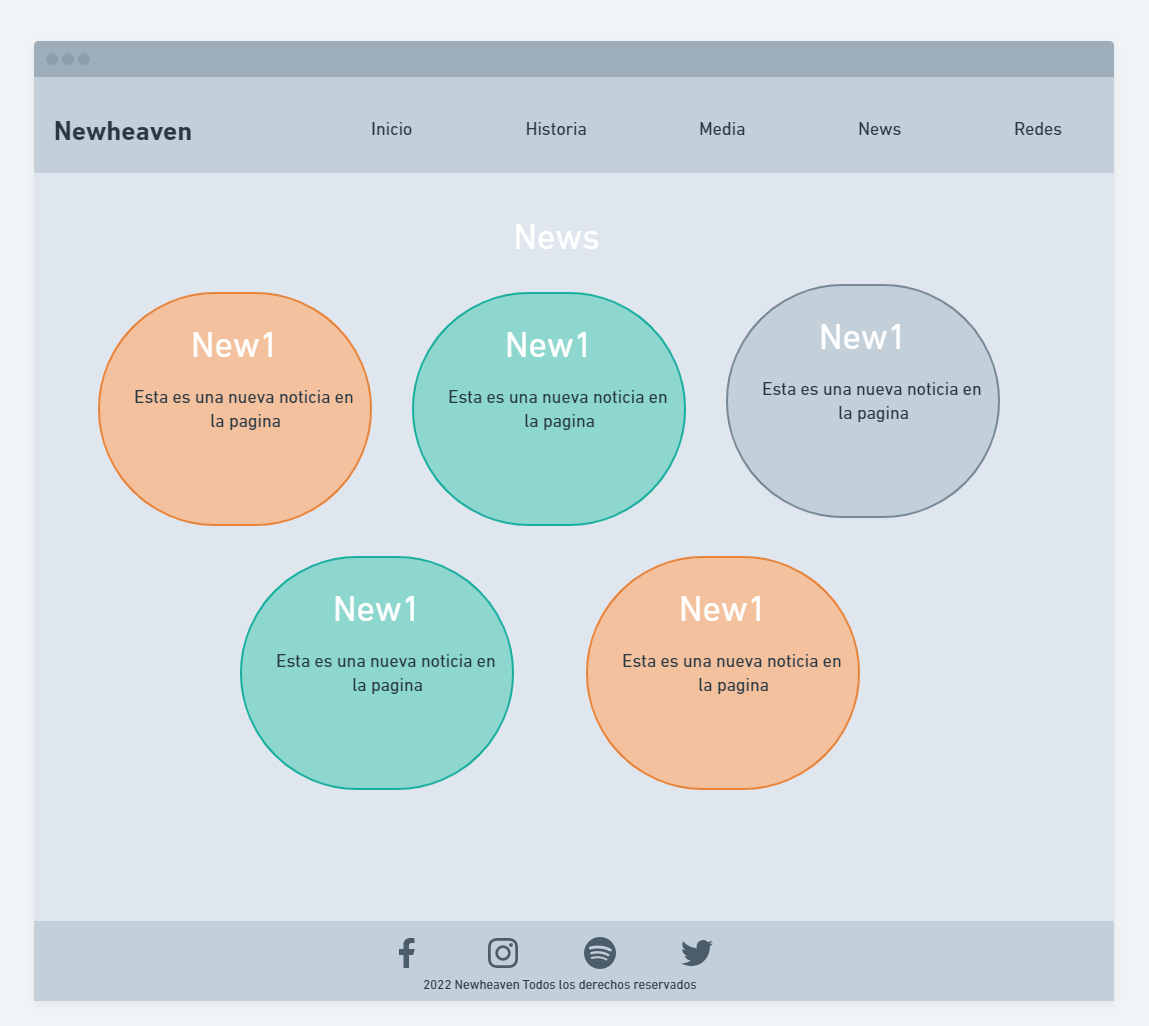 Newheaven
Inicio
Historia
Media
News
Redes
News
New1
Esta es una nueva noticia en
la pagina
New1
Esta es una nueva noticia en
la pagina
New1
Esta es una nueva noticia en
la pagina
New1
Esta es una nueva noticia en
la pagina
New1
Esta es una nueva noticia en
la pagina
2022 Newheaven Todos los derechos reservados